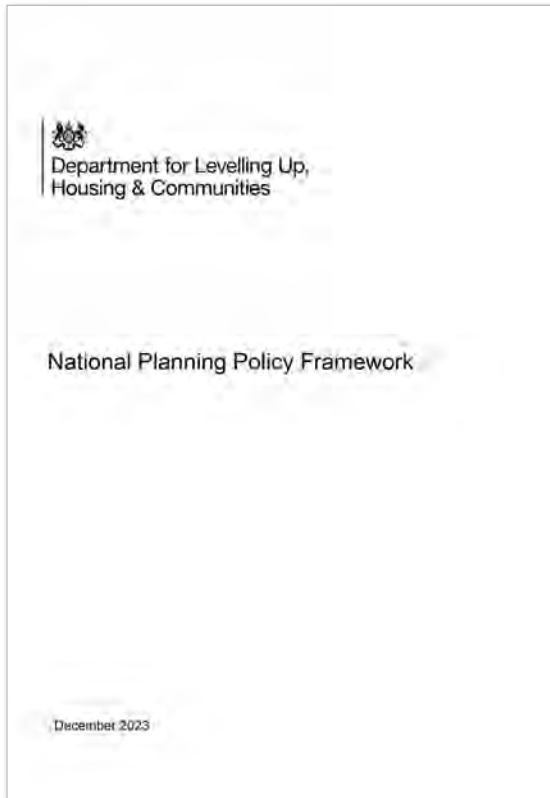 Department for Levelling Up,
Housing & Communities
National Planning Policy Framework
December 2023